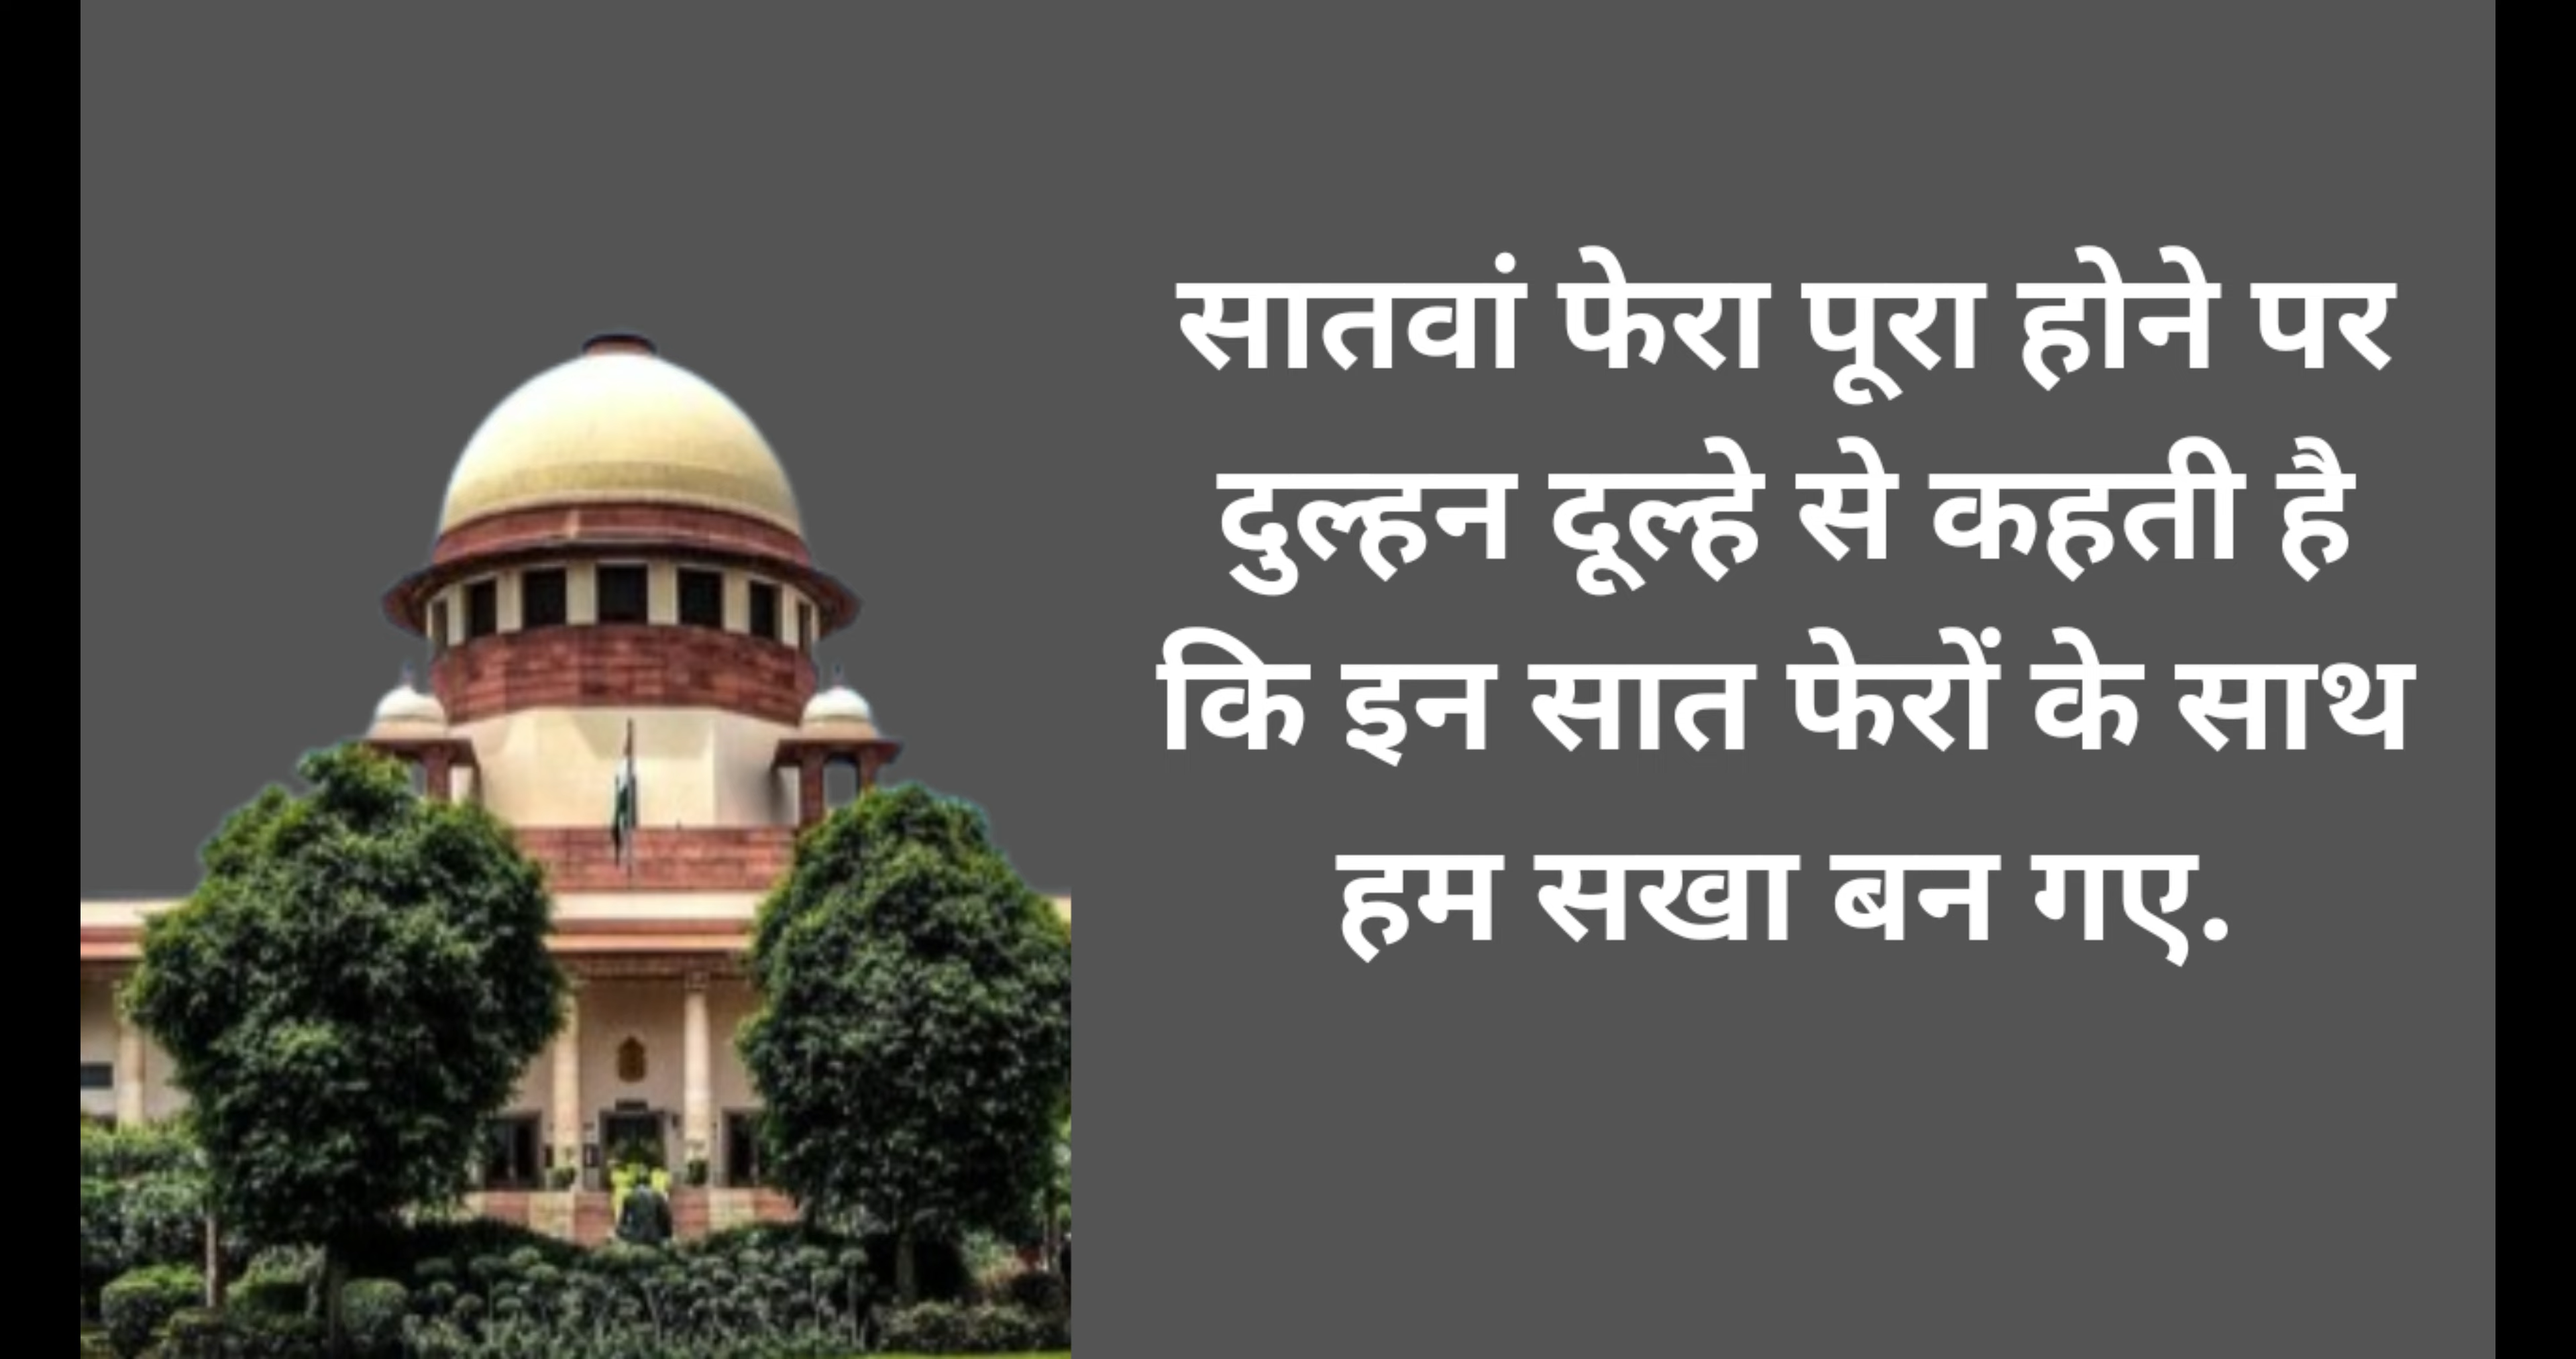 सातवां फेरा पूरा होने पर
दुल्हन दूल्हे से कहती है
कि इन सात फेरों के साथ
हम सखा बन गए.